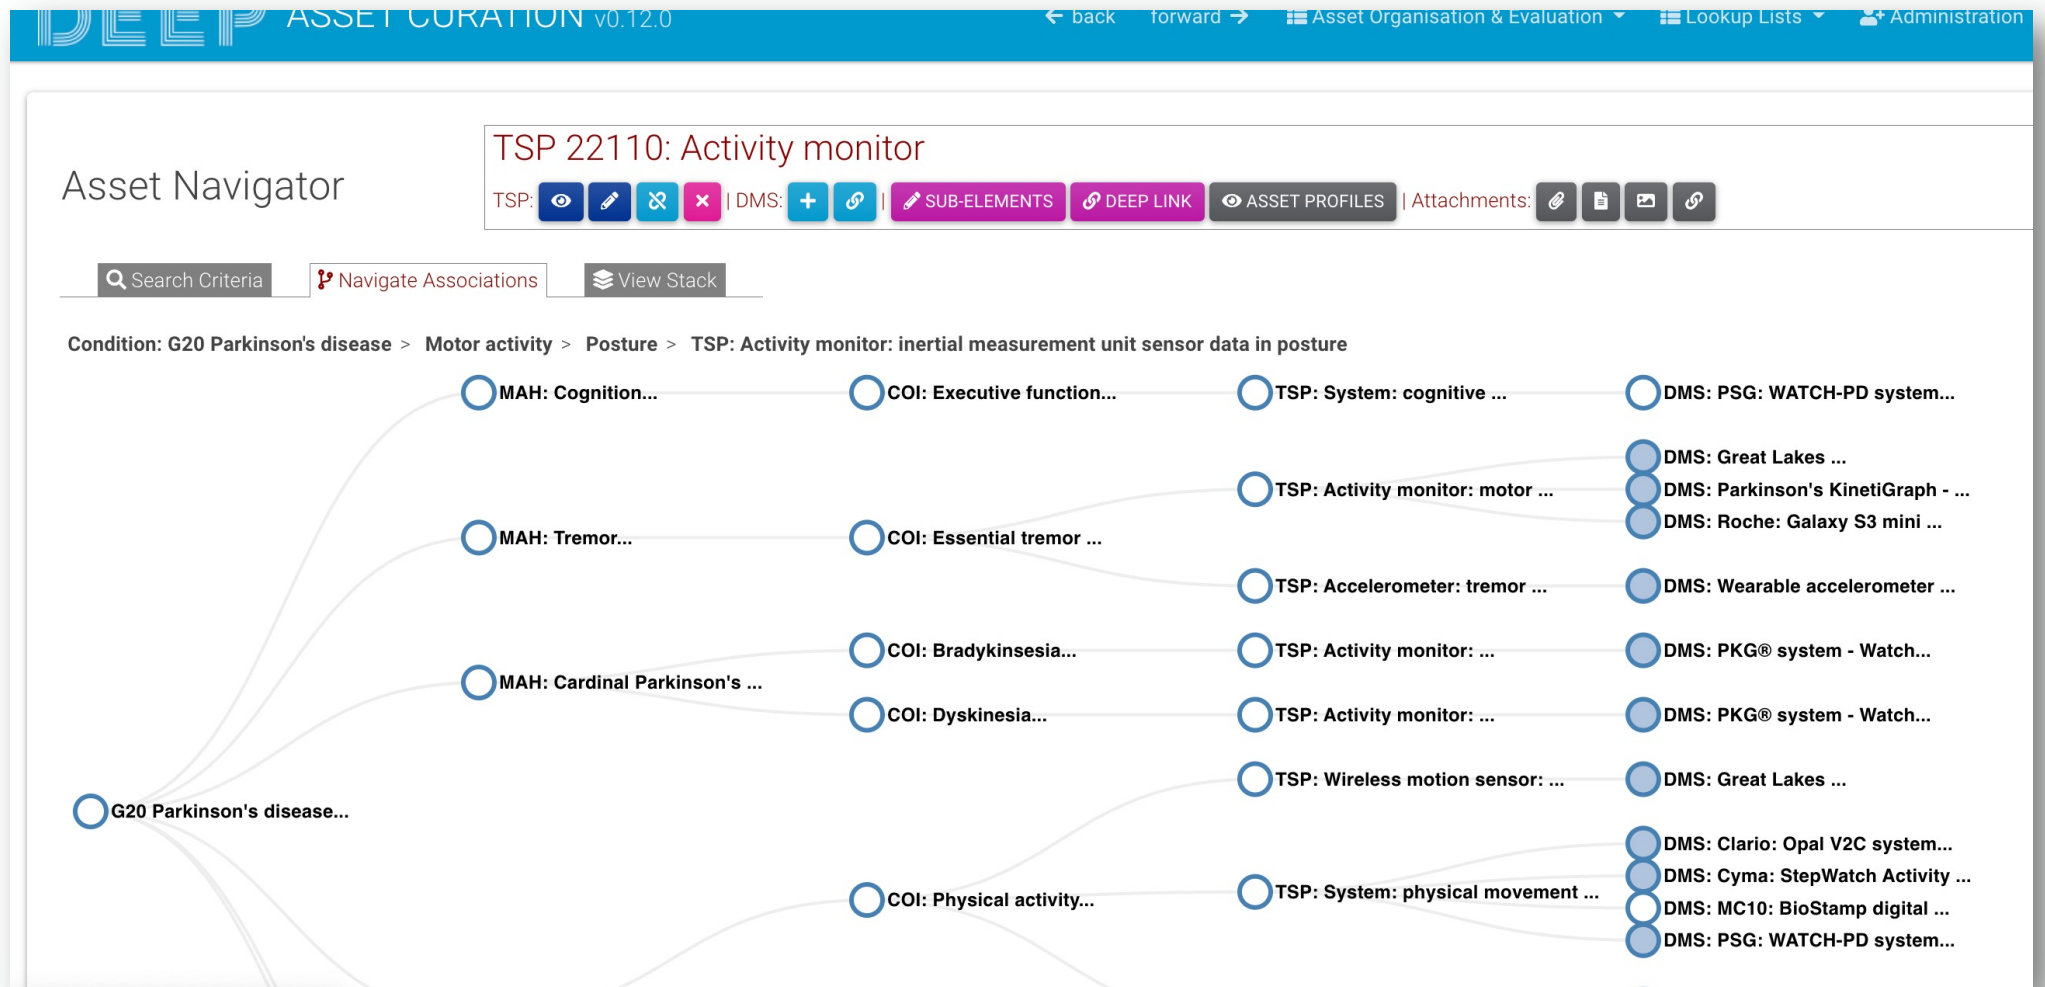 DEEP ASSET CURATION v0.12.0
← back forward → Asset Organisation & Evaluation Lookup Lists Administration
Asset Navigator
TSP 22110: Activity monitor
TSP: | DMS: | SUB-ELEMENTS DEEP LINK ASSET PROFILES | Attachments:
Search Criteria Navigate Associations View Stack
Condition: G20 Parkinson's disease > Motor activity > Posture > TSP: Activity monitor: inertial measurement unit sensor data in posture
MAH: Cognition... COI: Executive function... TSP: System: cognitive ... DMS: PSG: WATCH-PD system...
DMS: Great Lakes ...
TSP: Activity monitor: motor ... DMS: Parkinson's KinetiGraph - ...
DMS: Roche: Galaxy S3 mini ...
MAH: Tremor... COI: Essential tremor ...
TSP: Accelerometer: tremor ... DMS: Wearable accelerometer ...
COI: Bradykinsesia... TSP: Activity monitor: ... DMS: PKG® system - Watch...
MAH: Cardinal Parkinson's ...
COI: Dyskinesia... TSP: Activity monitor: ... DMS: PKG® system - Watch...
TSP: Wireless motion sensor: ... DMS: Great Lakes ...
G20 Parkinson's disease...
DMS: Clario: Opal V2C system...
DMS: Cyma: StepWatch Activity ...
COI: Physical activity... TSP: System: physical movement ...
DMS: MC10: BioStamp digital ...
DMS: PSG: WATCH-PD system...